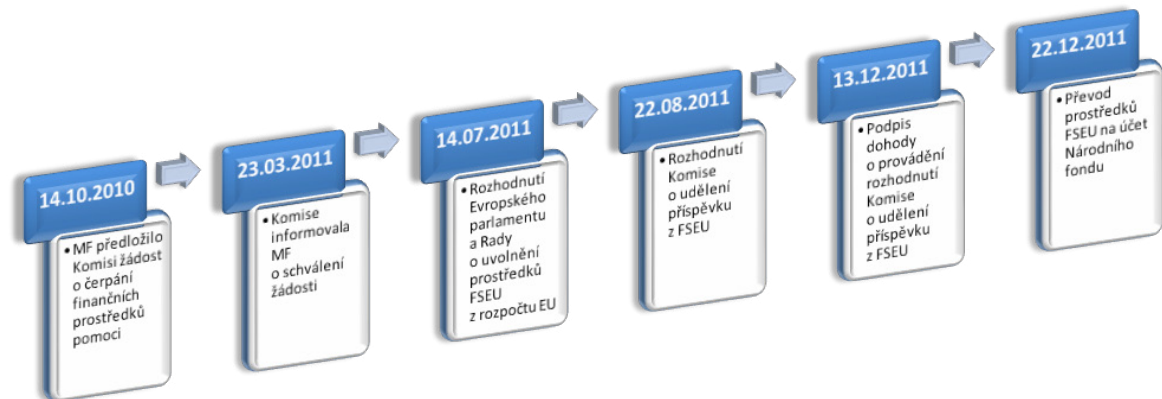 14.10.2010
• MF předložilo
Komisi žádost
o čerpání
finančních
prostředků
pomoci
23.03.2011
• Komise
informovala
MF
o schválení
žádosti
14.07.2011
• Rozhodnutí
Evropského
parlamentu
a Rady
o uvolnění
prostředků
FSEU
z rozpočtu EU
22.08.2011
• Rozhodnutí
Komise
o udělení
příspěvku
z FSEU
13.12.2011
• Podpis
dohody
o provádění
rozhodnutí
Komise
o udělení
příspěvku
z FSEU
22.12.2011
• Převod
prostředků
FSEU na účet
Národního
fondu